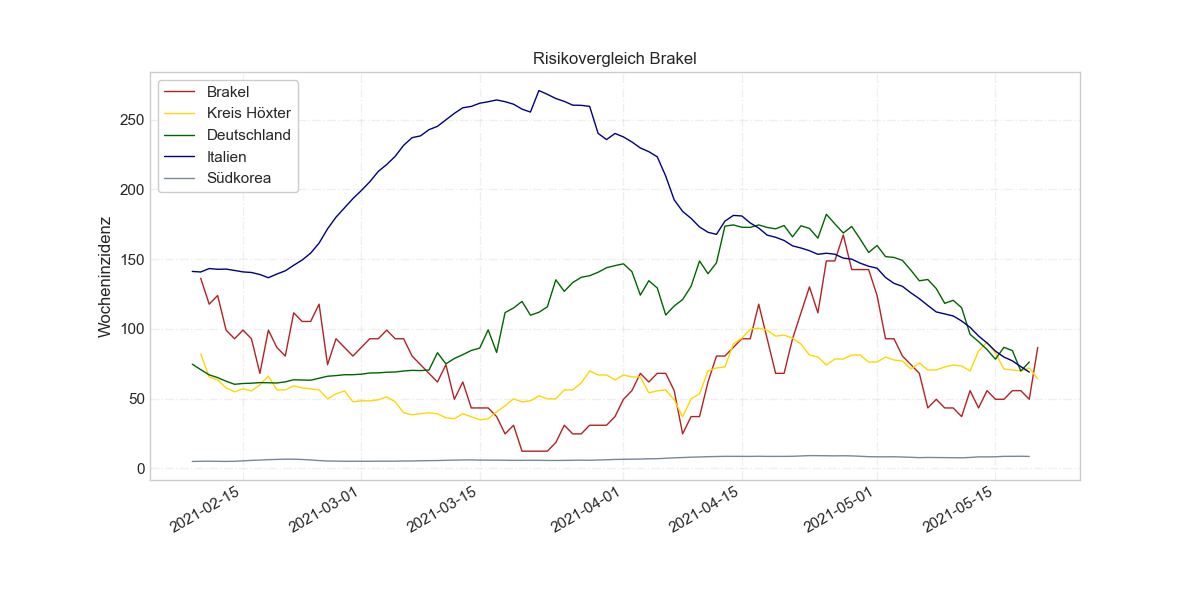 Risikovergleich Brakel
Brakel
Kreis Höxter
Deutschland
Italien
Südkorea
Wocheninzidenz
250
200
150
100
50
0
2021-02-15
2021-03-01
2021-03-15
2021-04-01
2021-04-15
2021-05-01
2021-05-15